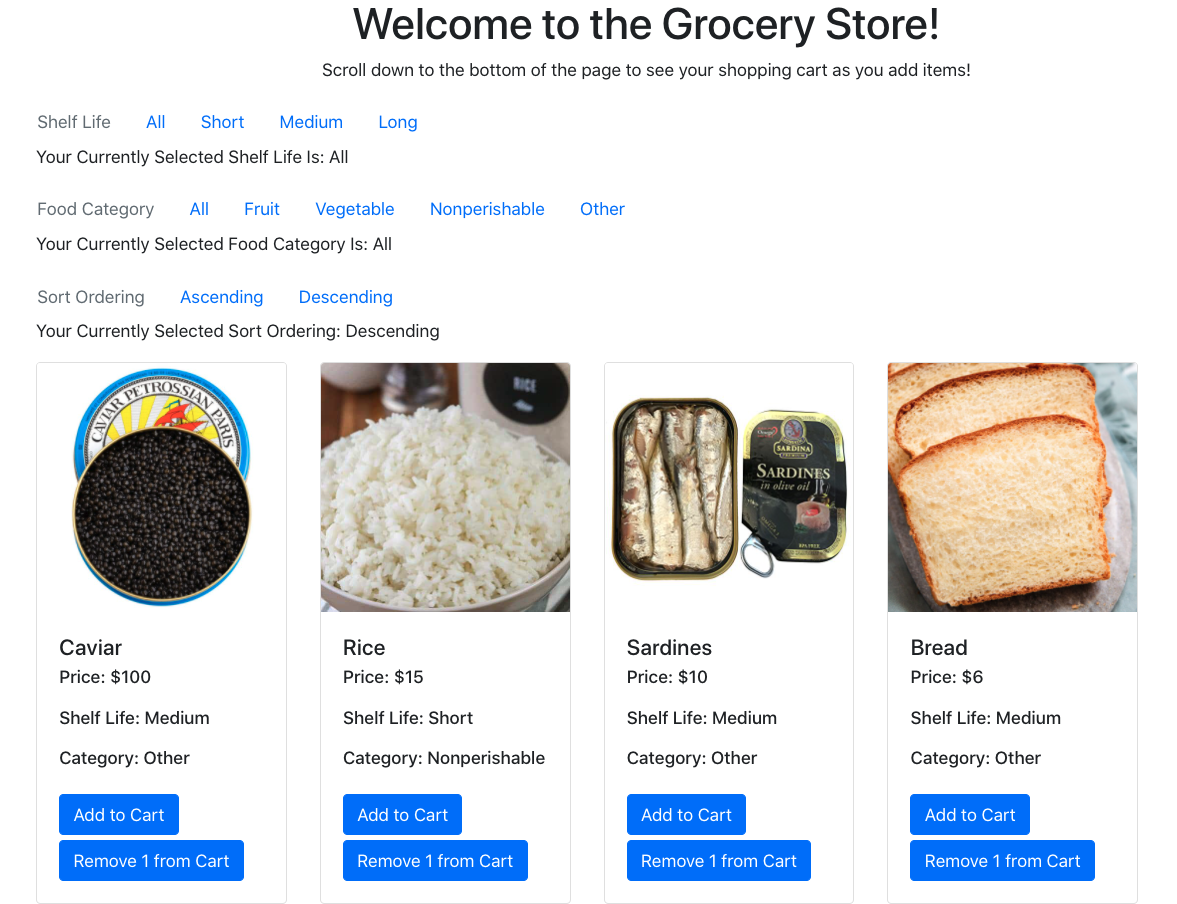 Welcome to the Grocery Store!
Scroll down to the bottom of the page to see your shopping cart as you add items!
Shelf Life All Short Medium Long
Your Currently Selected Shelf Life Is: All
Food Category All Fruit Vegetable Nonperishable Other
Your Currently Selected Food Category Is: All
Sort Ordering Ascending Descending
Your Currently Selected Sort Ordering: Descending
CAVIAR PETROSSIAN PARIS
RICE
SARDINA
PREMIUM
SARDINES
in olive oil
Caviar
Price: $100
Shelf Life: Medium
Category: Other
Add to Cart
Remove 1 from Cart
Rice
Price: $15
Shelf Life: Short
Category: Nonperishable
Add to Cart
Remove 1 from Cart
Sardines
Price: $10
Shelf Life: Medium
Category: Other
Add to Cart
Remove 1 from Cart
Bread
Price: $6
Shelf Life: Medium
Category: Other
Add to Cart
Remove 1 from Cart